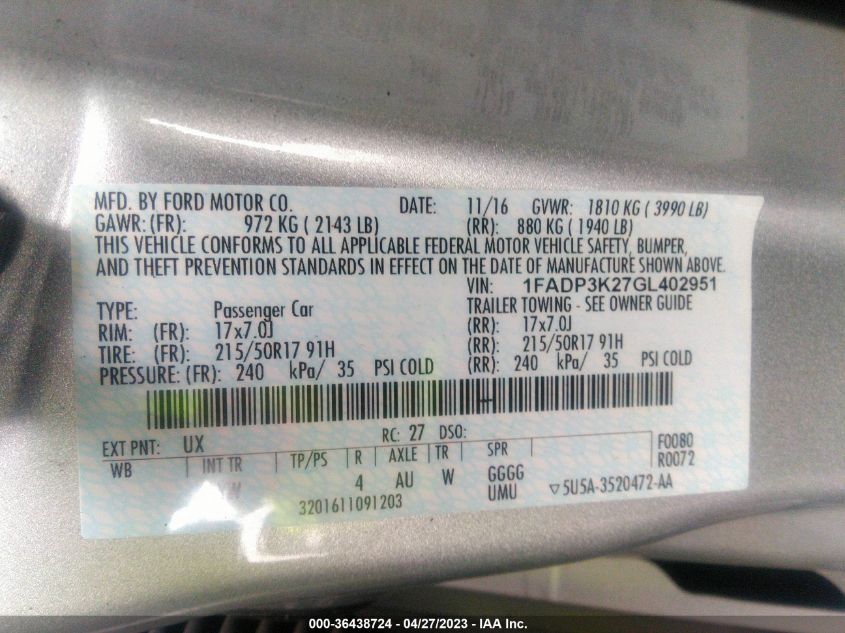 MFD. BY FORD MOTOR CO. DATE: 11/16 GVWR: 1810 KG ( 3990 LB)
GAWR: (FR): 972 KG ( 2143 LB) (RR): 880 KG ( 1940 LB)
THIS VEHICLE CONFORMS TO ALL APPLICABLE FEDERAL MOTOR VEHICLE SAFETY, BUMPER,
AND THEFT PREVENTION STANDARDS IN EFFECT ON THE DATE OF MANUFACTURE SHOWN ABOVE.
VIN: 1FADP3K27GL402951
TYPE: Passenger Car TRAILER TOWING - SEE OWNER GUIDE
RIM: (FR): 17x7.0J (RR): 17x7.0J
TIRE: (FR): 215/50R17 91H (RR): 215/50R17 91H
PRESSURE: (FR): 240 kPa/ 35 PSI COLD (RR): 240 kPa/ 35 PSI COLD
EXT PNT: UX RC: 27 DSO: F0080
WB INT TR TP/PS R AXLE TR SPR R0072
4 AU W GGGG
UMU ▽5U5A-3520472-AA
3201611091203
000-36438724 - 04/27/2023 - IAA Inc.